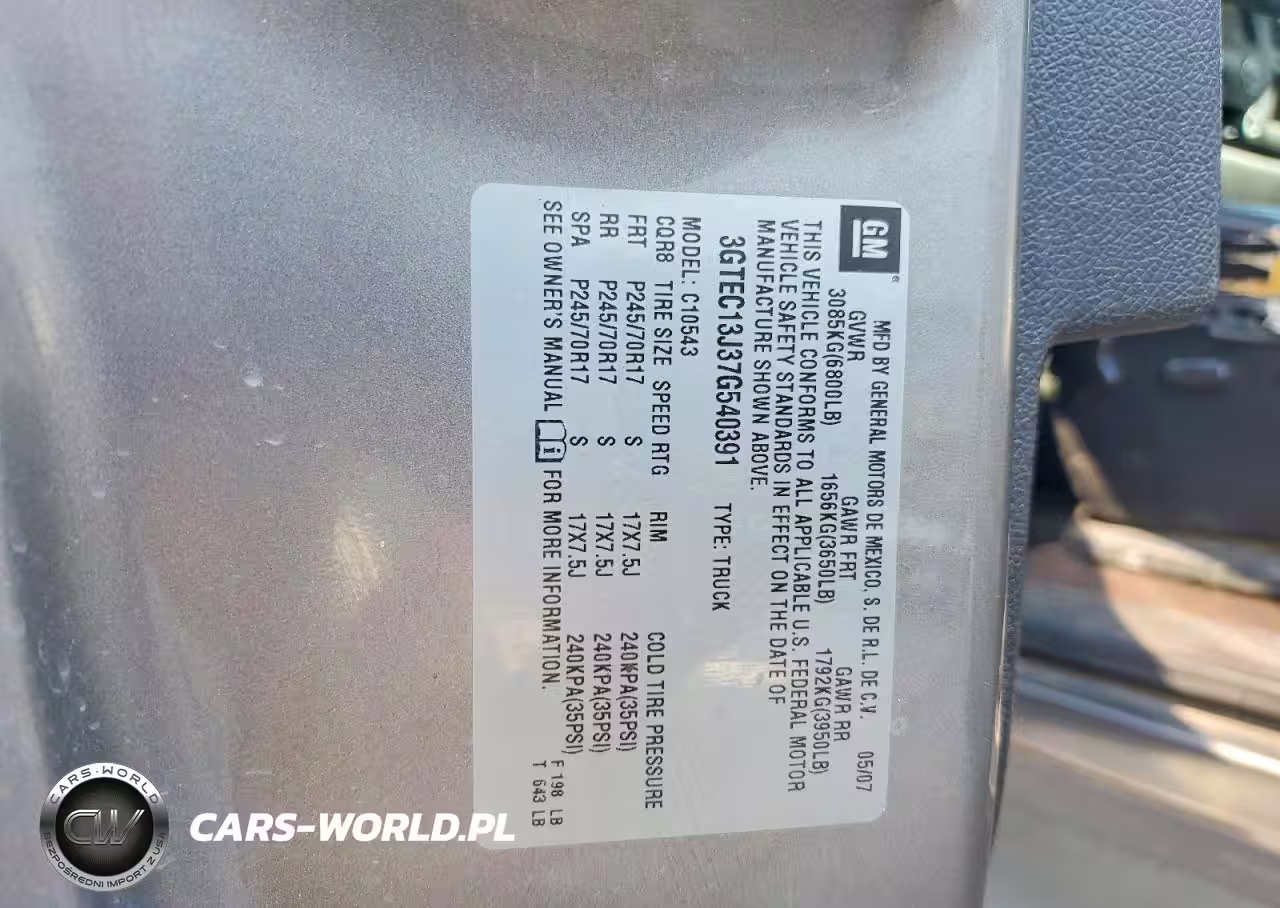 GM
MFD BY GENERAL MOTORS DE MEXICO, S. DE R.L. DE C.V. 05/07
GVWR GAWR FRT GAWR RR
3085KG(6800LB) 1656KG(3650LB) 1792KG(3950LB)
THIS VEHICLE CONFORMS TO ALL APPLICABLE U.S. FEDERAL MOTOR
VEHICLE SAFETY STANDARDS IN EFFECT ON THE DATE OF
MANUFACTURE SHOWN ABOVE.
3GTEC13J37G540391 TYPE: TRUCK
MODEL: C10543
CQR8 TIRE SIZE SPEED RTG RIM COLD TIRE PRESSURE
FRT P245/70R17 S 17X7.5J 240KPA(35PSI)
RR P245/70R17 S 17X7.5J 240KPA(35PSI)
SPA P245/70R17 S 17X7.5J 240KPA(35PSI)
SEE OWNER'S MANUAL i FOR MORE INFORMATION.
F 198 LB
T 643 LB
CARS-WORLD
CW
BEZPOŚREDNI IMPORT Z USA
CARS-WORLD.PL